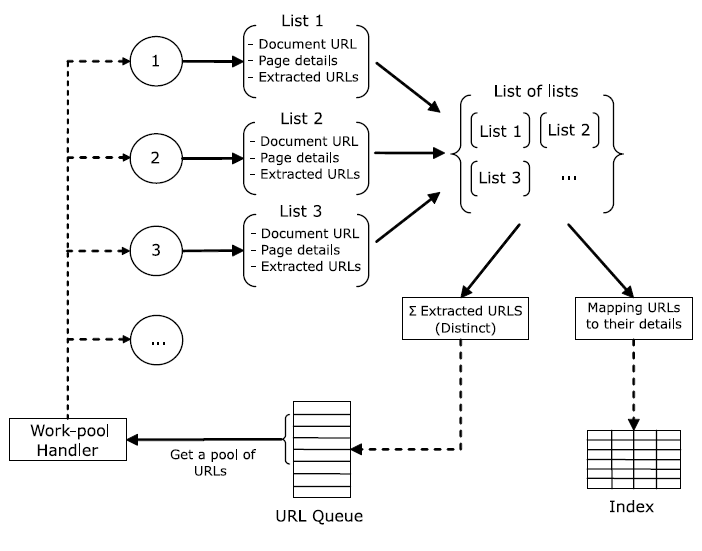 List 1
1
- Document URL
- Page details
- Extracted URLs
List 2
2
- Document URL
- Page details
- Extracted URLs
List 3
3
- Document URL
- Page details
- Extracted URLs
...
List of lists
List 1 List 2
List 3 ...
Σ Extracted URLS
(Distinct)
Mapping URLs
to their details
Work-pool
Handler
Get a pool of
URLs
URL Queue
Index